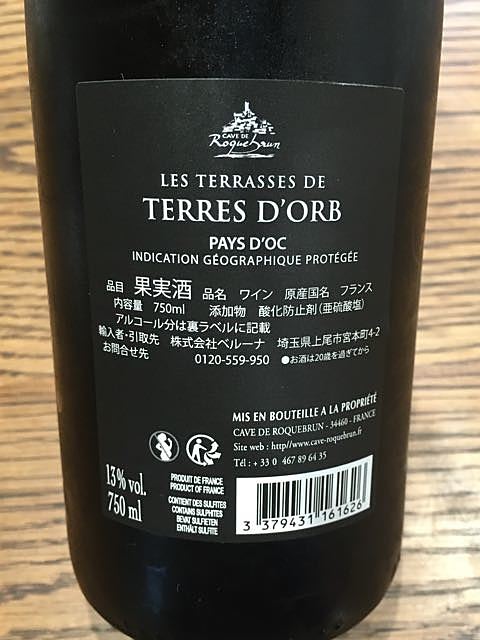 CAVE DE
Roquebrun
LES TERRASSES DE
TERRES D'ORB
PAYS D'OC
INDICATION GÉOGRAPHIQUE PROTÉGÉE
品目 果実酒 品名 ワイン 原産国名 フランス
内容量 750ml 添加物 酸化防止剤(亜硫酸塩)
アルコール分は裏ラベルに記載
輸入者・引取先 株式会社ベルーナ 埼玉県上尾市宮本町4-2
お問合せ先 0120-559-950 ●お酒は20歳を過ぎてから
MIS EN BOUTEILLE A LA PROPRIÉTÉ
CAVE DE ROQUEBRUN - 34460 - FRANCE
Site web : http//www.cave-roquebrun.fr
Tél : + 33 0 467 89 64 35
13% vol.
750 ml
PRODUIT DE FRANCE
PRODUCT OF FRANCE
CONTIENT DES SULFITES
CONTAINS SULPHITES
BEVAT SULFIETEN
ENTHÄLT SULFITE
3 379431 161626